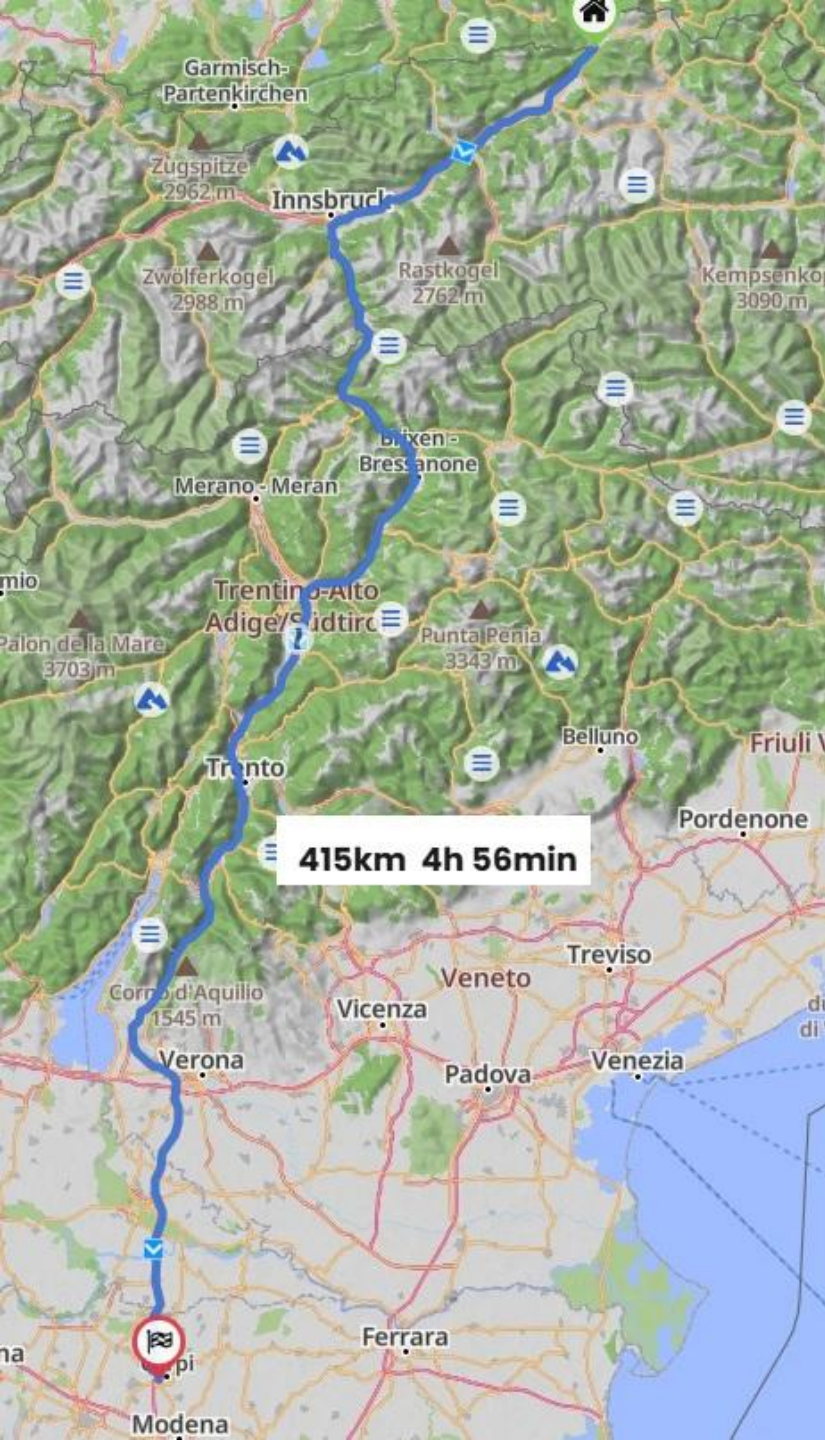 Garmisch-
Partenkirchen
Zugspitze
2962 m
Innsbruck
Zwölferkogel
2988 m
Rastkogel
2762 m
3090 m
Brixen -
Bressanone
Merano - Meran
mio
Trentino-Alto
Adige/Südtirol
Palon de la Mare
3703 m
Punta Penia
3343 m
Belluno
Friuli V
Trento
Pordenone
415km 4h 56min
Treviso
Veneto
Corno d'Aquilio
1545 m
Vicenza
di
Verona
Padova
Venezia
Ferrara
na
pi
Modena